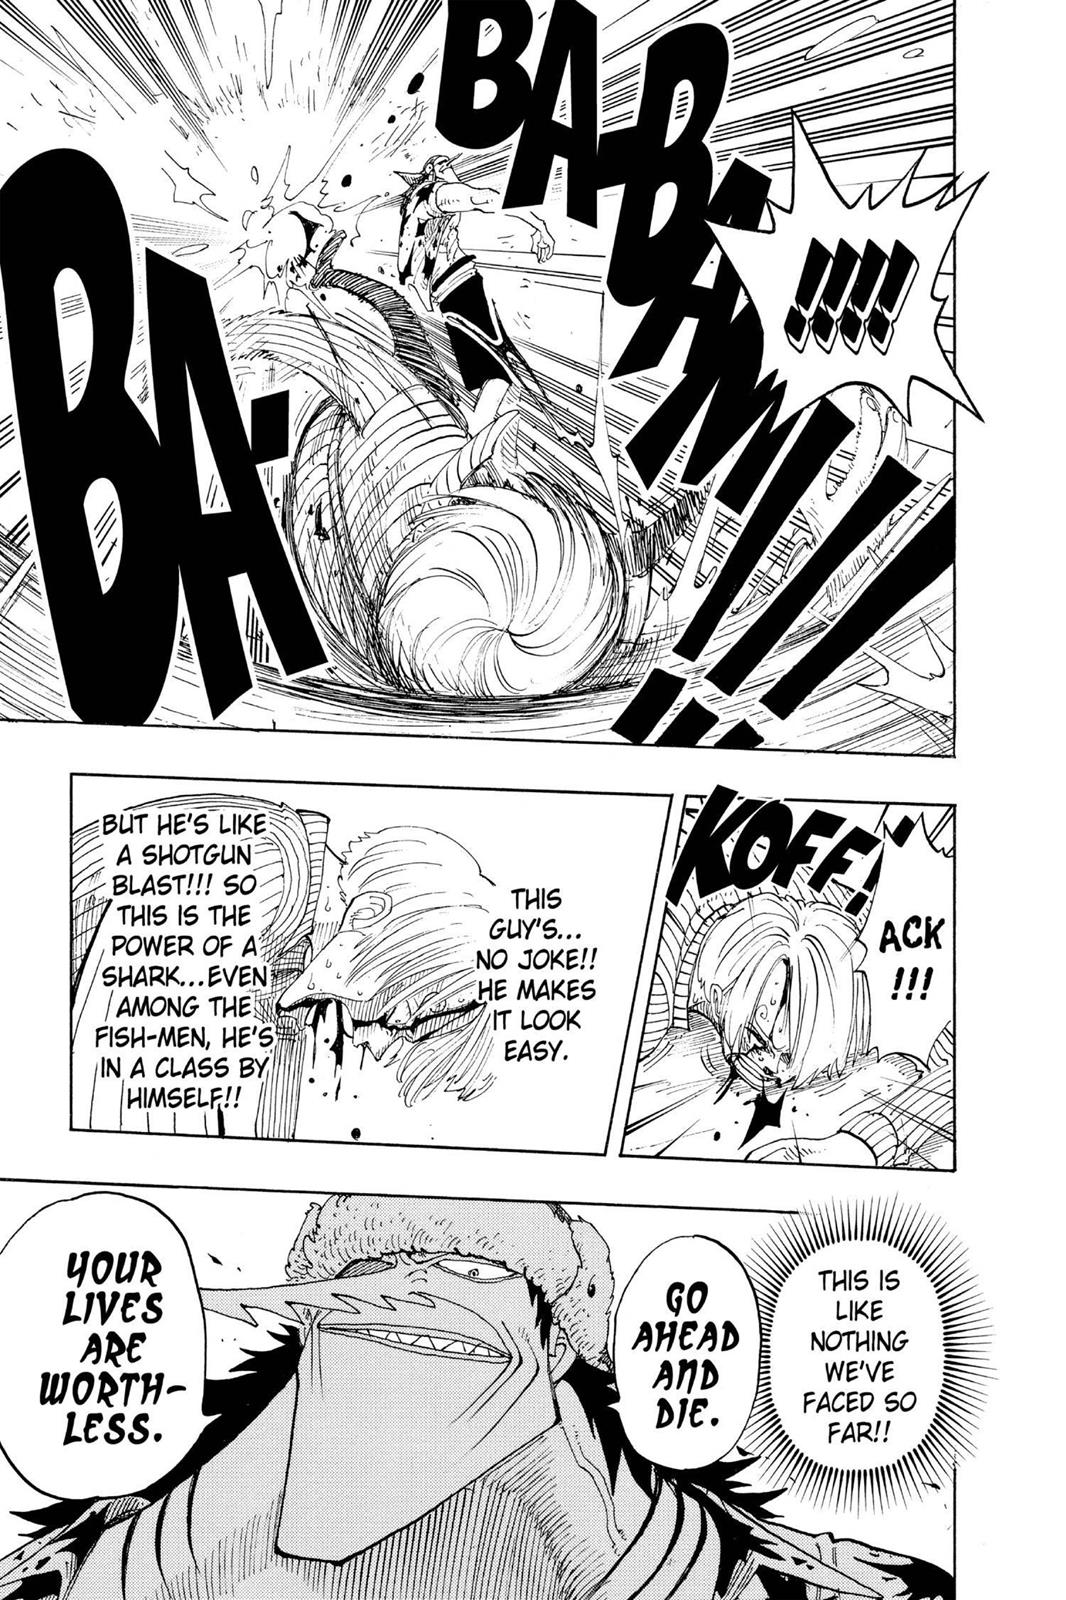 !!!!!
BA-
BA-BAM!!!
KOFF!
ACK
!!!
THIS
GUY'S...
NO JOKE!!
HE MAKES
IT LOOK
EASY.
BUT HE'S LIKE
A SHOTGUN
BLAST!!! SO
THIS IS THE
POWER OF A
SHARK...EVEN
AMONG THE
FISH-MEN, HE'S
IN A CLASS BY
HIMSELF!!
THIS IS
LIKE
NOTHING
WE'VE
FACED SO
FAR!!
GO
AHEAD
AND
DIE.
YOUR
LIVES
ARE
WORTH-
LESS.